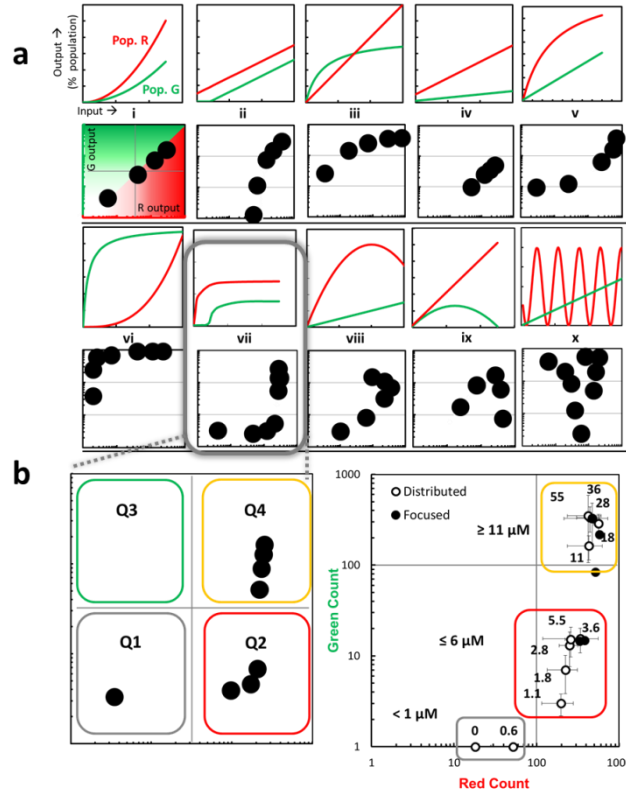 a
Output →
(% population)
Pop. R
Pop. G
Input →
i
ii
iii
iv
v
G output
R output
vi
vii
viii
ix
x
b
Q3
Q4
Q1
Q2
1000
100
10
1
Green Count
Distributed
Focused
55
36
28
18
11
≥ 11 µM
5.5
3.6
2.8
1.8
1.1
≤ 6 µM
< 1 µM
0
0.6
1
10
100
1000
Red Count